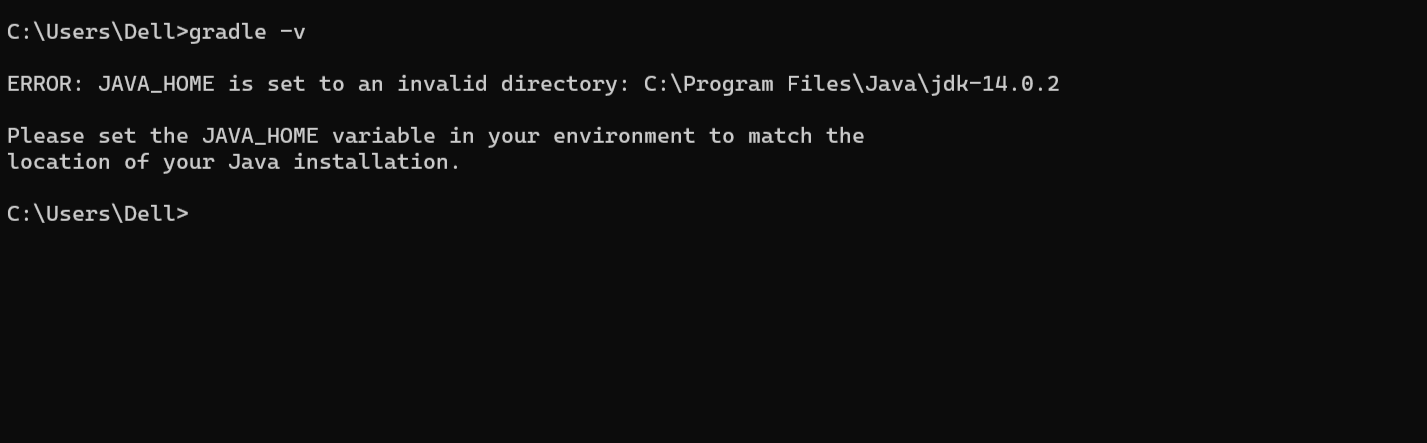 C:\Users\Dell>gradle -v
ERROR: JAVA_HOME is set to an invalid directory: C:\Program Files\Java\jdk-14.0.2
Please set the JAVA_HOME variable in your environment to match the
location of your Java installation.
C:\Users\Dell>